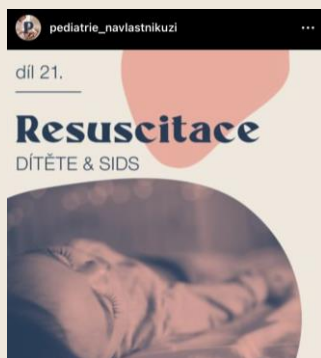 pediatrie_navlastnikuzi
díl 21.
Resuscitace
DÍTĚTE & SIDS